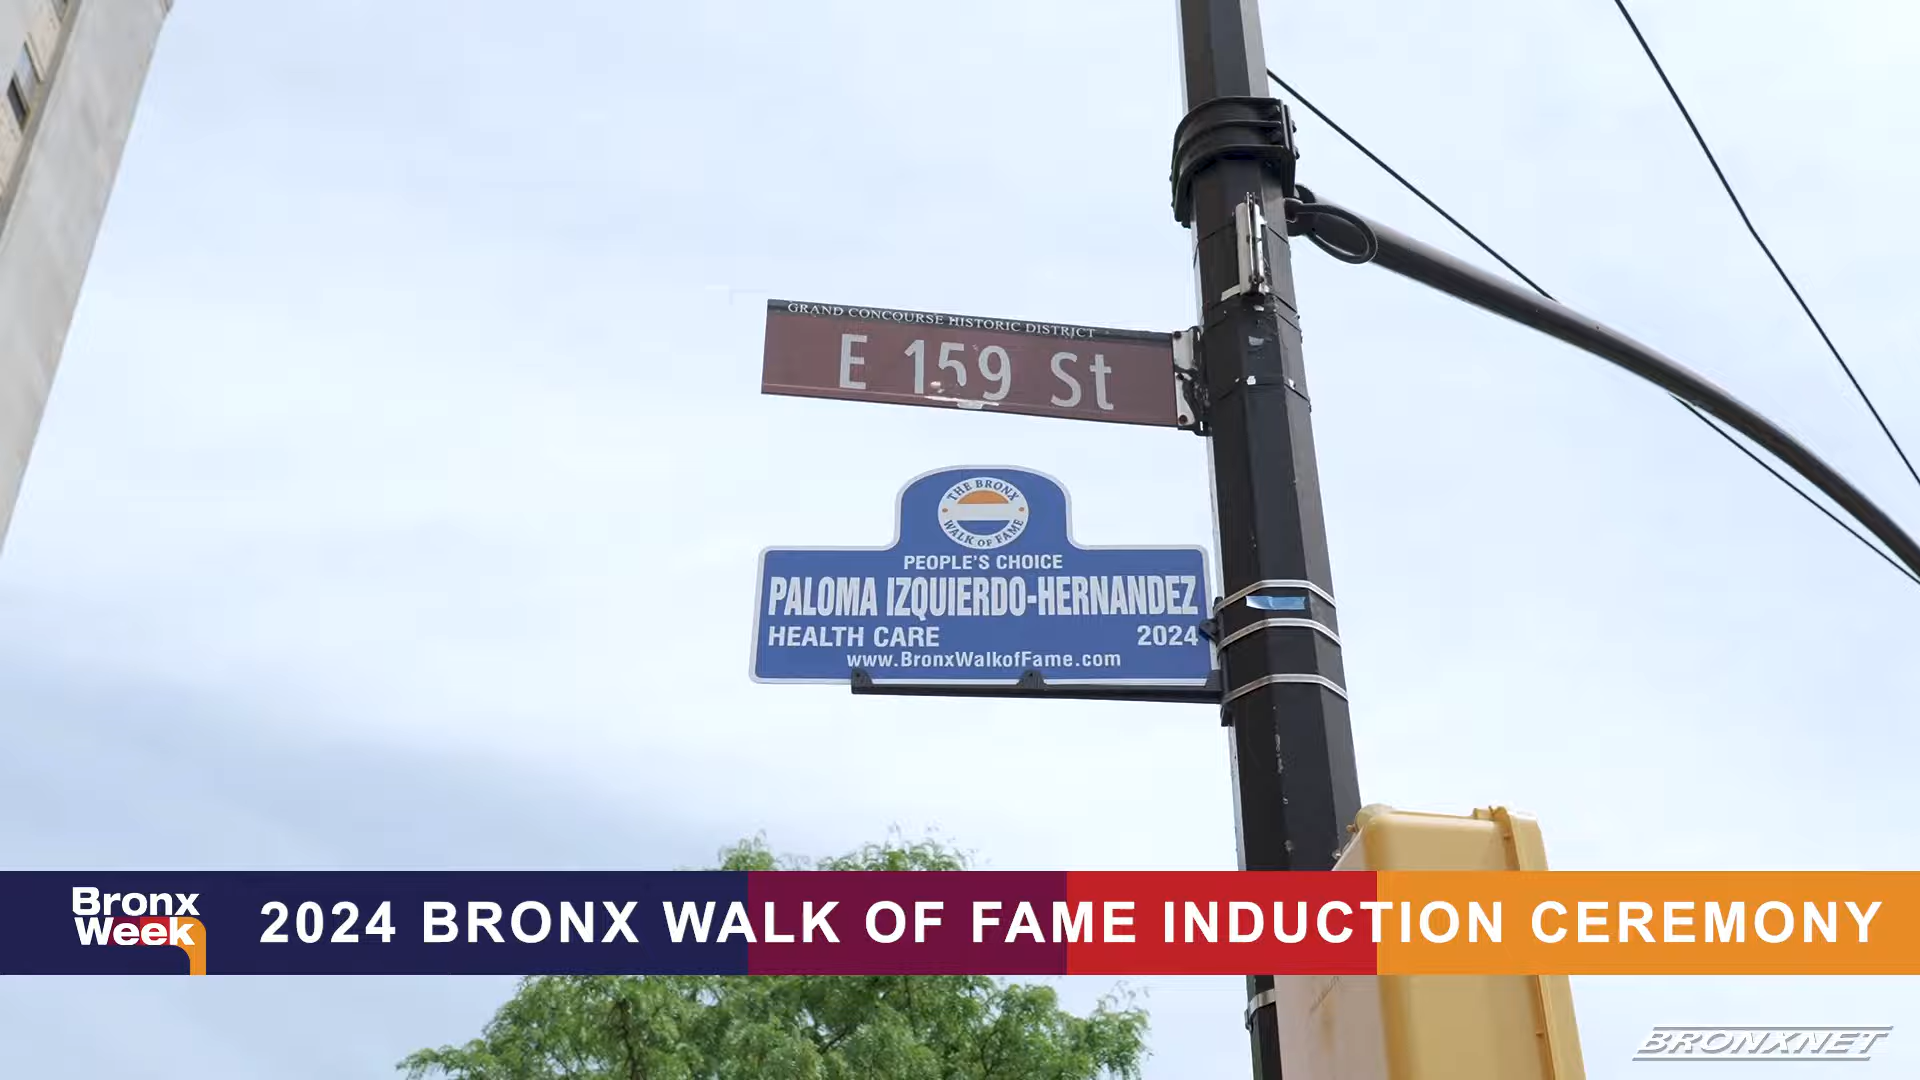 GRAND CONCOURSE HISTORIC DISTRICT
E 159 St
THE BRONX
WALK OF FAME
PEOPLE'S CHOICE
PALOMA IZQUIERDO-HERNANDEZ
HEALTH CARE 2024
www.BronxWalkofFame.com
Bronx
Week
2024 BRONX WALK OF FAME INDUCTION CEREMONY
BRONXNET